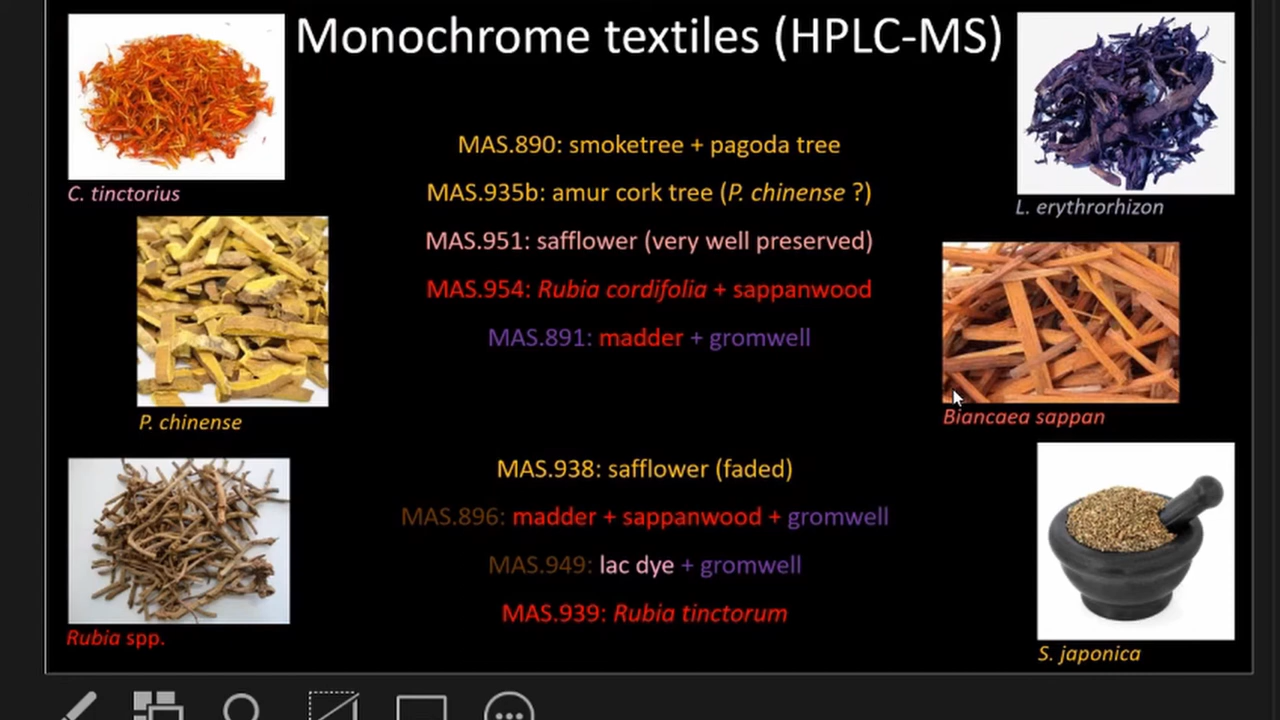 Monochrome textiles (HPLC-MS)
C. tinctorius
L. erythrorhizon
P. chinense
Biancaea sappan
Rubia spp.
S. japonica
MAS.890: smoketree + pagoda tree
MAS.935b: amur cork tree (P. chinense ?)
MAS.951: safflower (very well preserved)
MAS.954: Rubia cordifolia + sappanwood
MAS.891: madder + gromwell
MAS.938: safflower (faded)
MAS.896: madder + sappanwood + gromwell
MAS.949: lac dye + gromwell
MAS.939: Rubia tinctorum